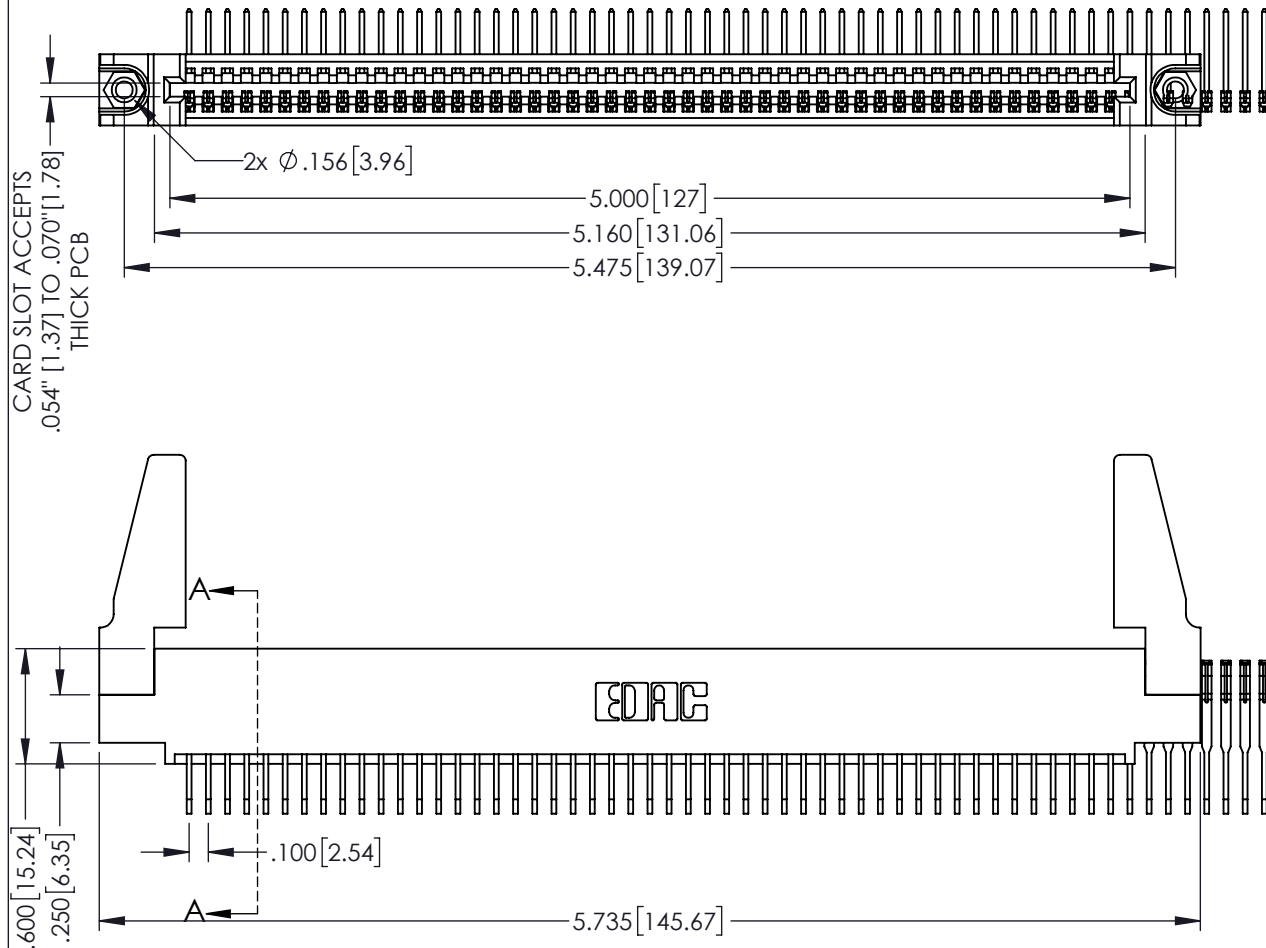 2x Ø .156[3.96]
5.000[127]
5.160[131.06]
5.475[139.07]
CARD SLOT ACCEPTS
.054" [1.37] TO .070"[1.78]
THICK PCB
A
EDAC
.600[15.24]
.250[6.35]
.100[2.54]
A
5.735[145.67]